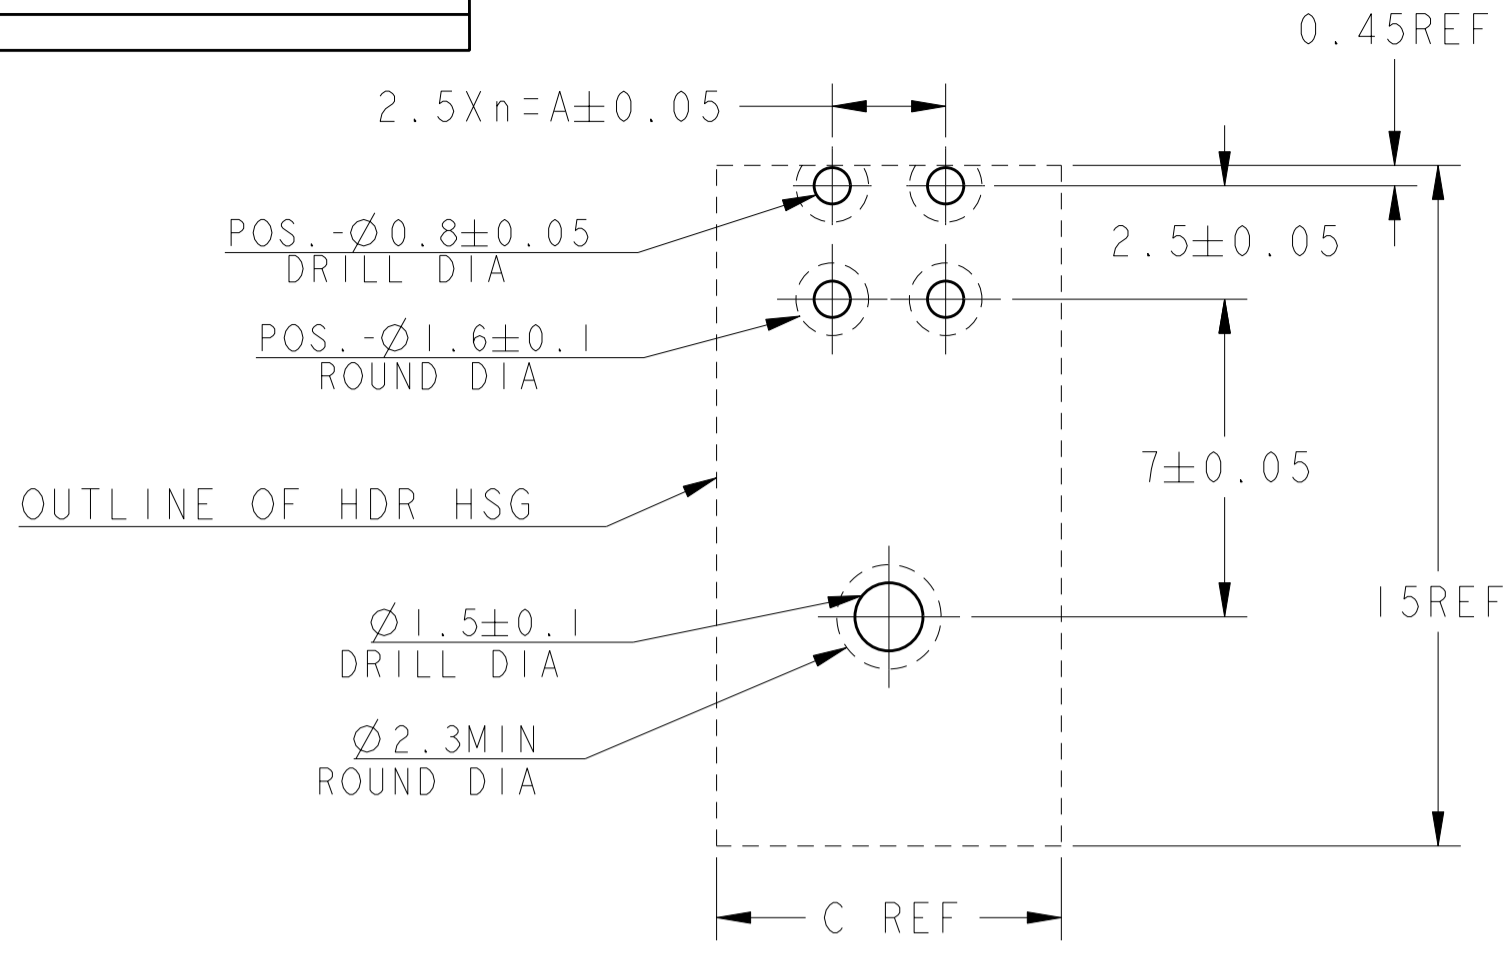 0.45REF
2.5Xn=A±0.05
POS.-∅0.8±0.05
DRILL DIA
2.5±0.05
POS.-∅1.6±0.1
ROUND DIA
7±0.05
OUTLINE OF HDR HSG
15REF
∅1.5±0.1
DRILL DIA
∅2.3MIN
ROUND DIA
C REF